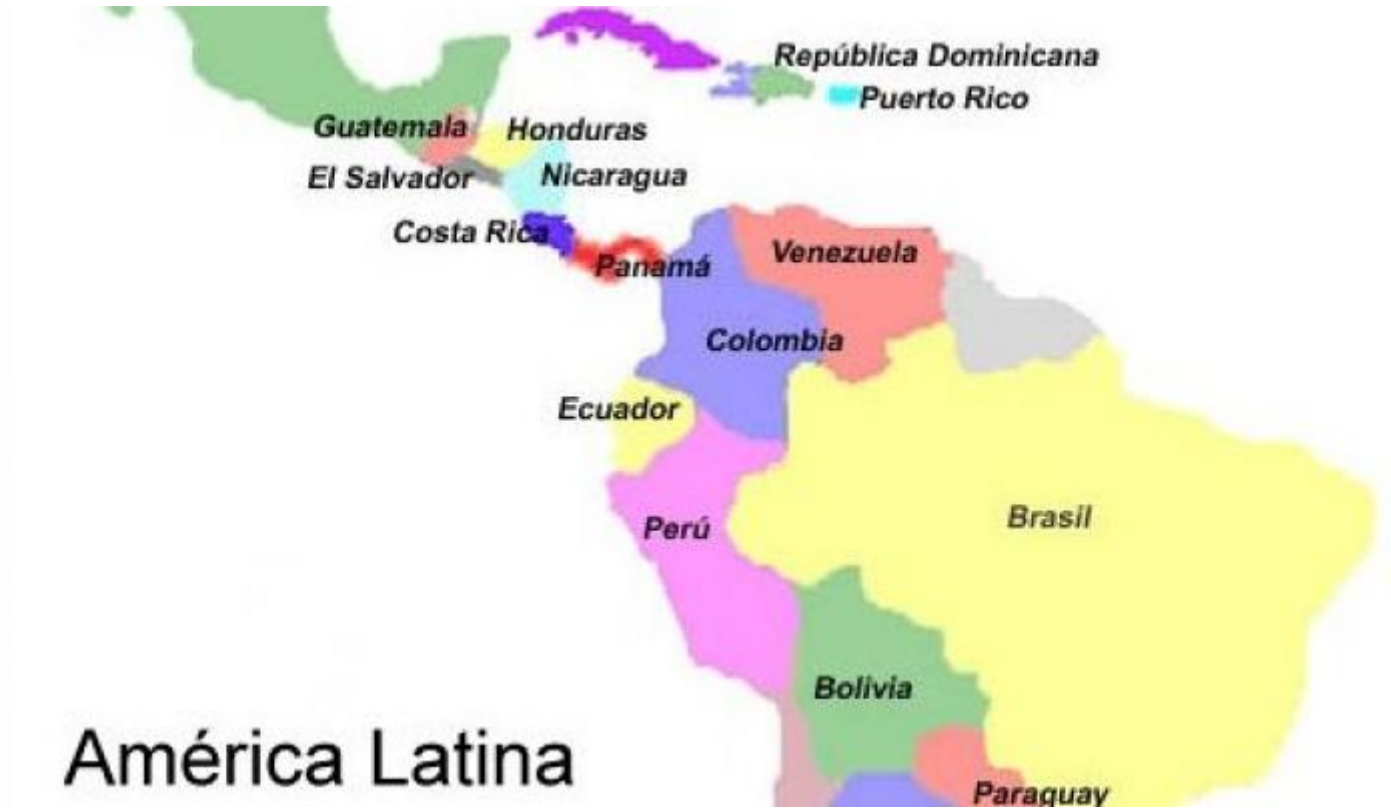 República Dominicana
Puerto Rico
Guatemala
Honduras
El Salvador
Nicaragua
Costa Rica
Panamá
Venezuela
Colombia
Ecuador
Perú
Brasil
Bolivia
América Latina
Paraguay